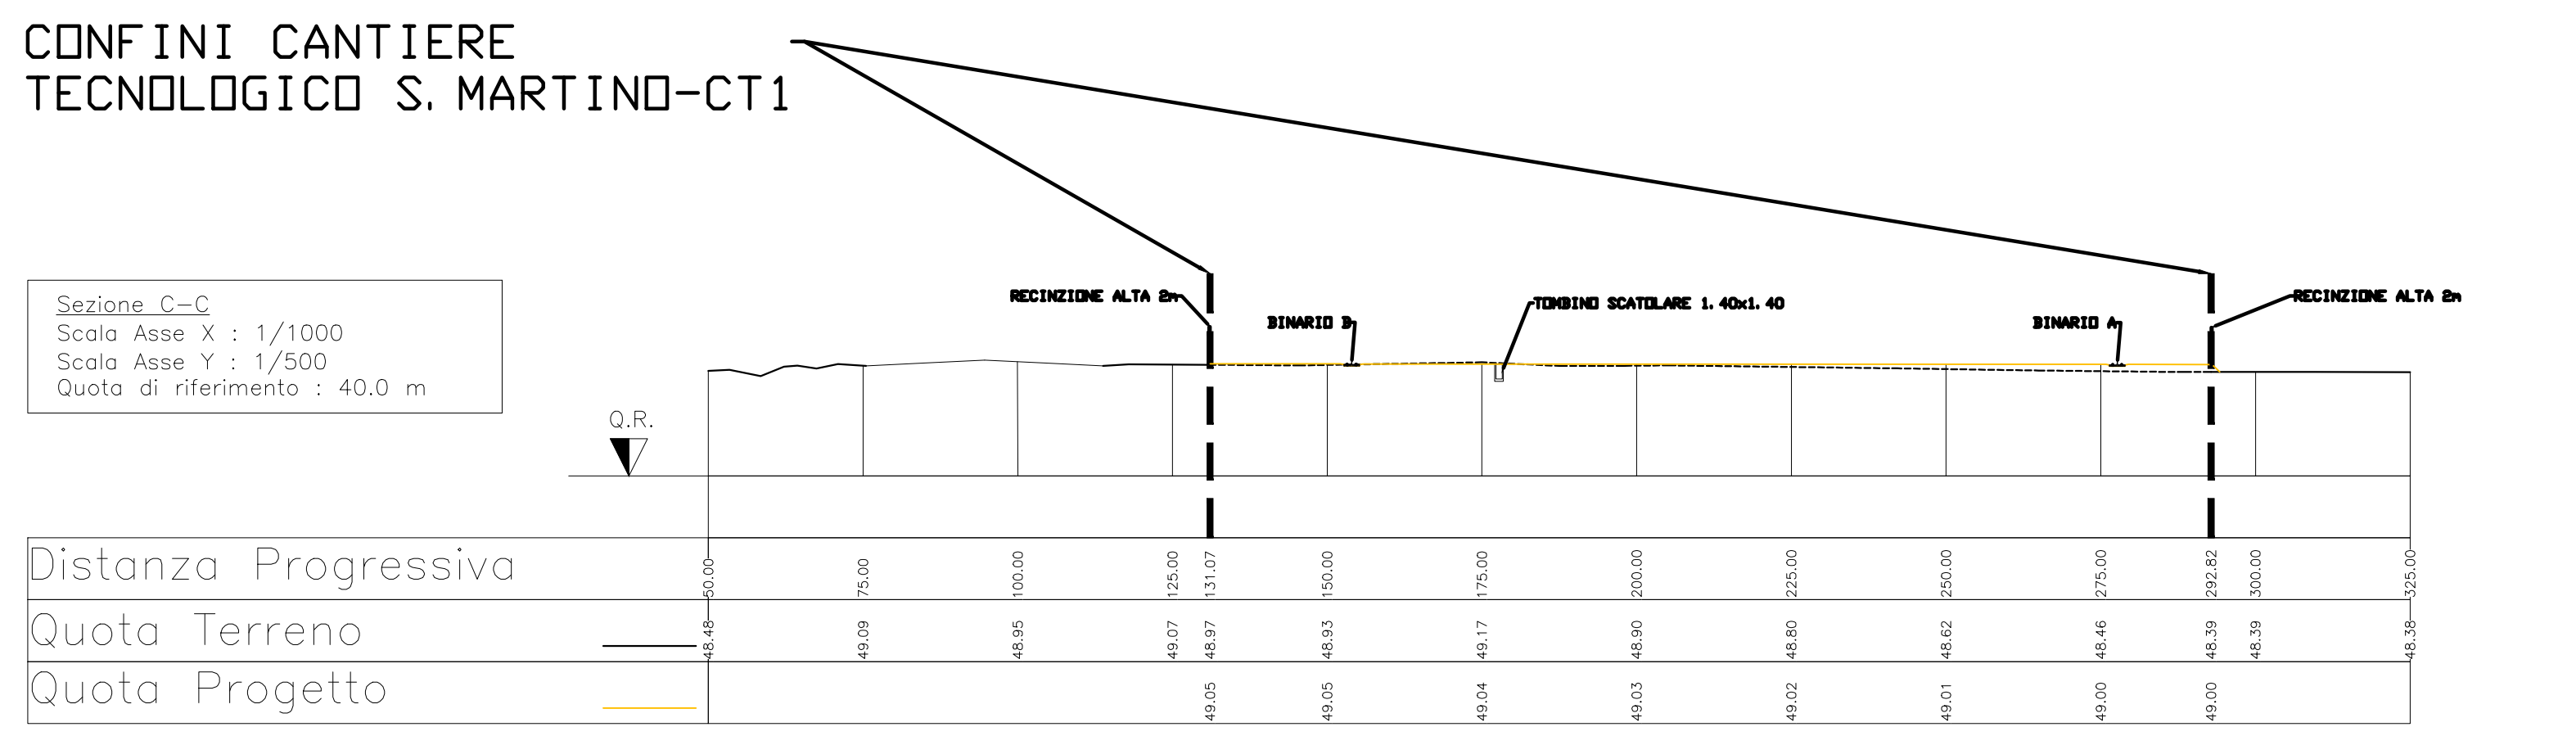 CONFINI CANTIERE
TECNOLOGICO S. MARTINO-CT1
RECINZIONE ALTA 2m
BINARIO B
TOMBINO SCATOLARE 1.40x1.40
BINARIO A
RECINZIONE ALTA 2m
Sezione C-C
Scala Asse X : 1/1000
Scala Asse Y : 1/500
Quota di riferimento : 40.0 m
Q.R.
Distanza Progressiva 50.00 75.00 100.00 125.00 131.07 150.00 175.00 200.00 225.00 250.00 275.00 292.82 300.00 325.00
Quota Terreno 48.48 49.09 48.95 49.07 48.97 48.93 49.17 48.90 48.80 48.62 48.46 48.39 48.39 48.38
Quota Progetto 49.05 49.05 49.04 49.03 49.02 49.01 49.00 49.00